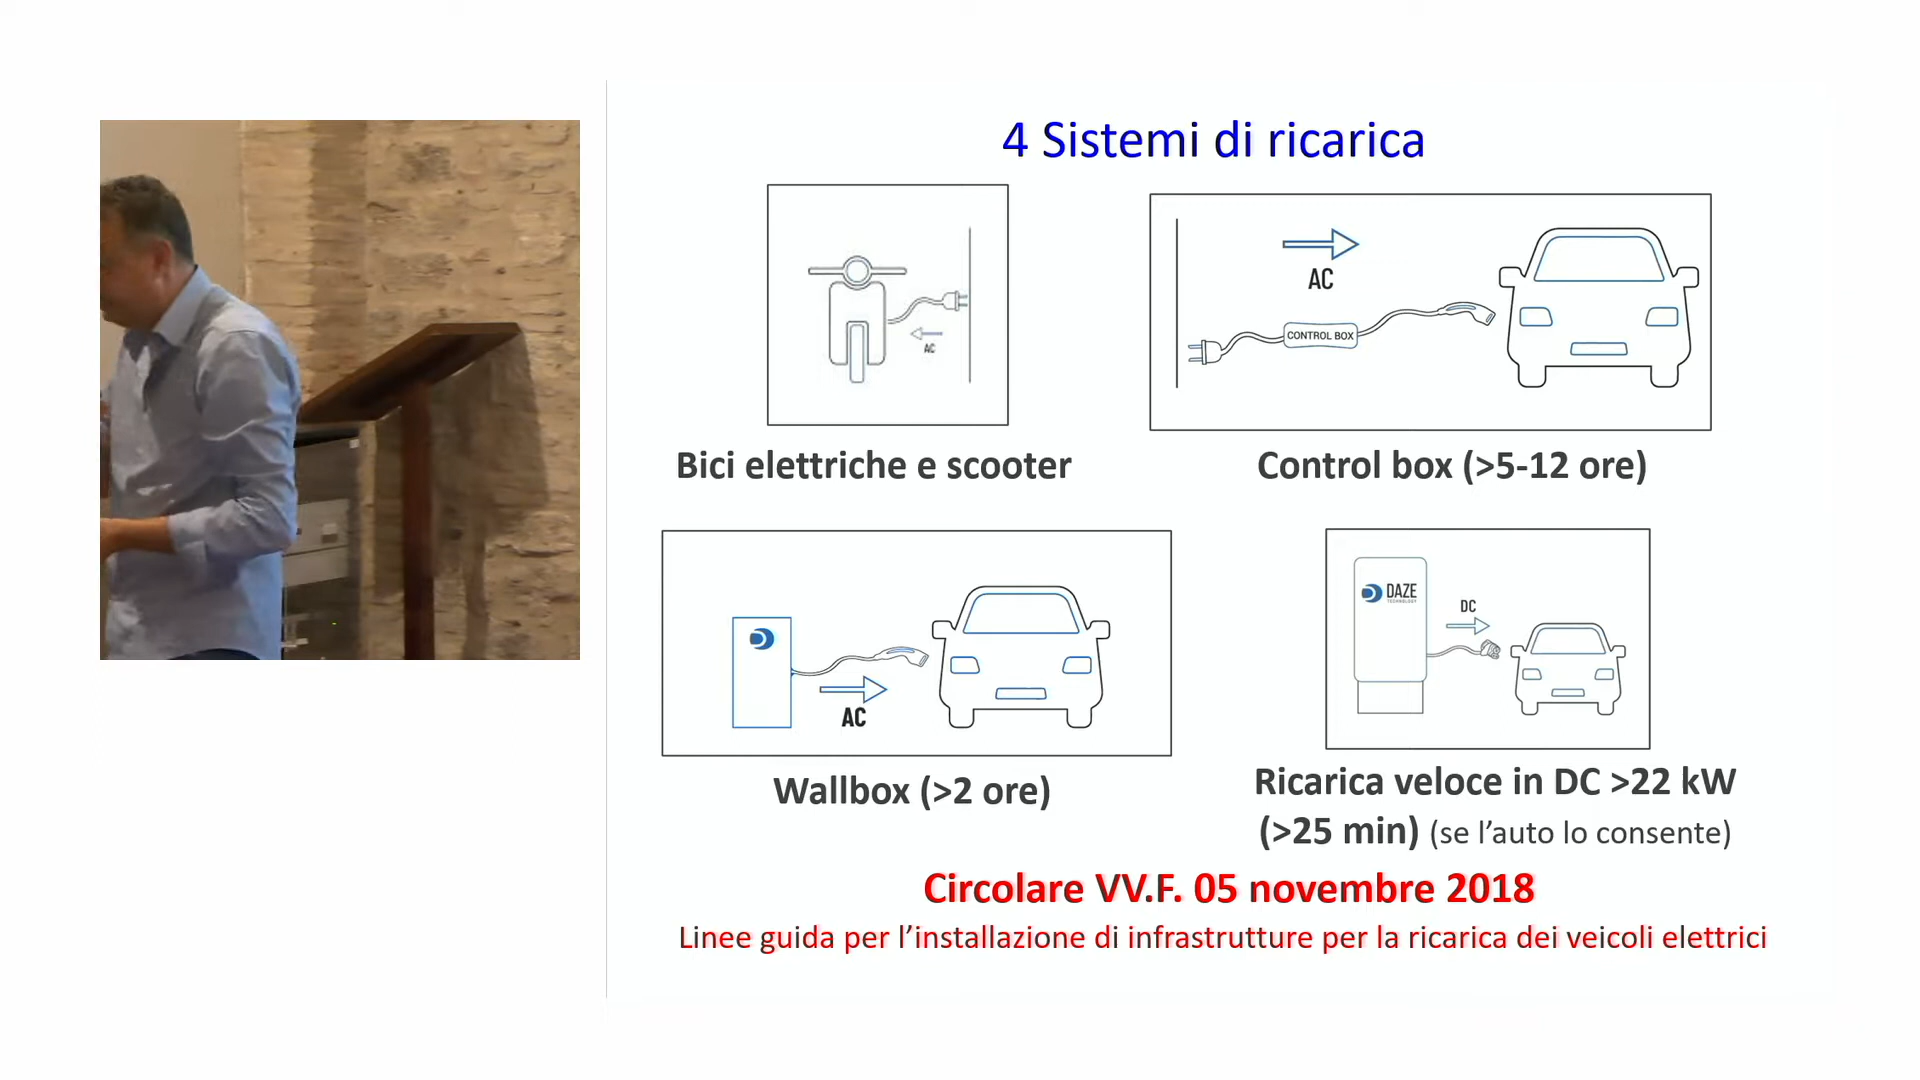 4 Sistemi di ricarica
AC
Bici elettriche e scooter
AC
CONTROL BOX
Control box (>5-12 ore)
AC
Wallbox (>2 ore)
DAZE
TECHNOLOGY
DC
Ricarica veloce in DC >22 kW
(>25 min) (se l’auto lo consente)
Circolare VV.F. 05 novembre 2018
Linee guida per l’installazione di infrastrutture per la ricarica dei veicoli elettrici